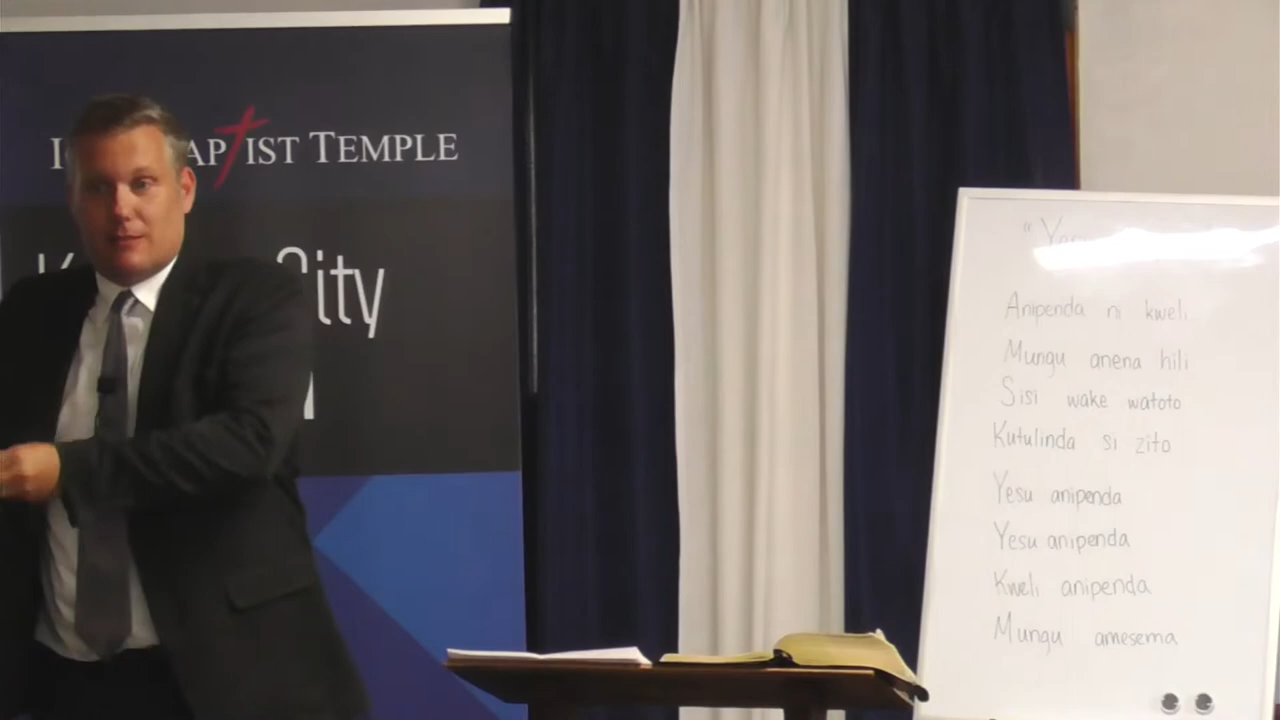 BAPTIST TEMPLE
City
Anipenda ni kweli
Mungu anena hili
Sisi wake watoto
Kutulinda si zito
Yesu anipenda
Yesu anipenda
Kweli anipenda
Mungu amesema